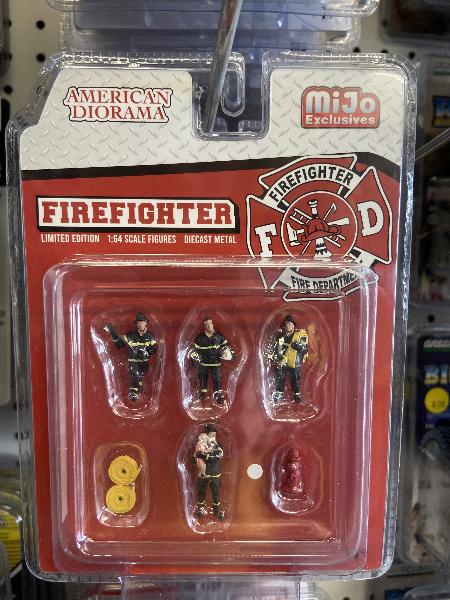 AMERICAN
DIORAMA
MiJo
Exclusives
FIREFIGHTER
LIMITED EDITION 1:64 SCALE FIGURES DIECAST METAL
FIREFIGHTER
F D
FIRE DEPARTMENT